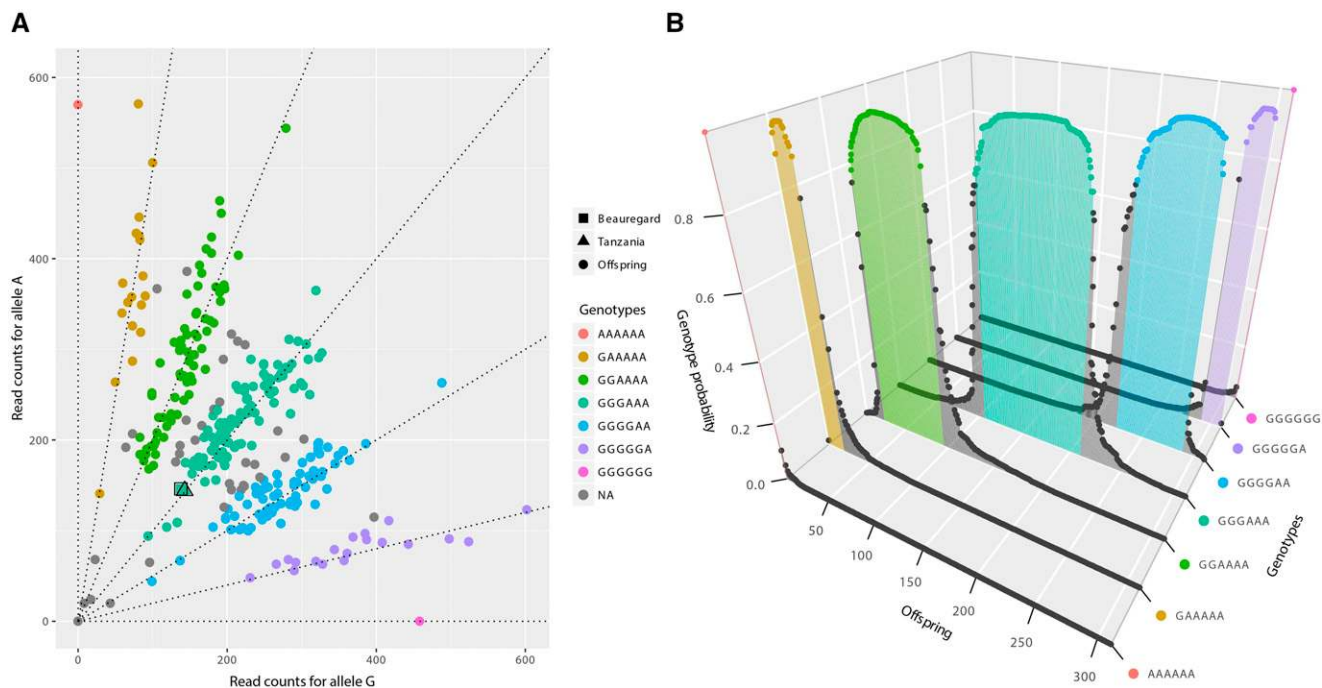 A
B
600
400
200
0
0
200
400
600
Read counts for allele A
Read counts for allele G
Beauregard
Tanzania
Offspring
Genotypes
AAAAAA
GAAAAA
GGAAAA
GGGAAA
GGGGAA
GGGGGA
GGGGGG
NA
0.8
0.6
0.4
0.2
0.0
Genotype probability
50
100
150
200
250
300
Offspring
Genotypes
GGGGGG
GGGGGA
GGGGAA
GGGAAA
GGAAAA
GAAAAA
AAAAAA